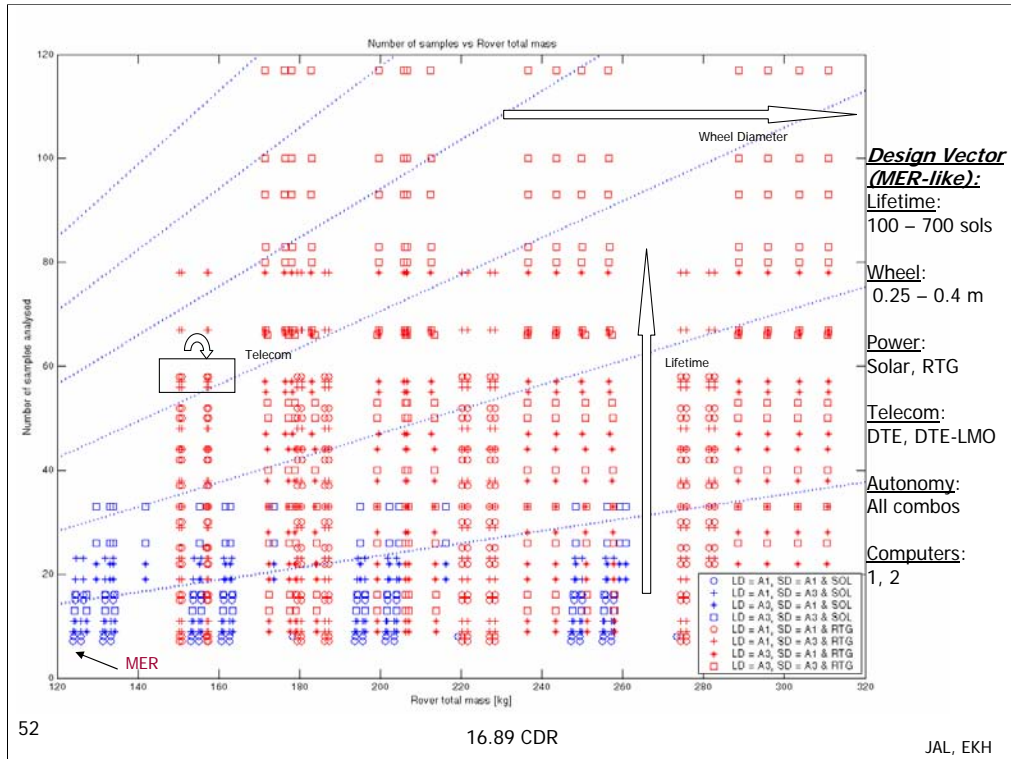 Number of samples vs Rover total mass
120
100
80
60
40
20
0
Number of samples analysed
Wheel Diameter
Telecom
Lifetime
MER
LD = A1, SD = A1 & SOL
LD = A1, SD = A3 & SOL
LD = A3, SD = A1 & SOL
LD = A3, SD = A3 & SOL
LD = A1, SD = A1 & RTG
LD = A1, SD = A3 & RTG
LD = A3, SD = A1 & RTG
LD = A3, SD = A3 & RTG
120 140 160 180 200 220 240 260 280 300 320
Rover total mass [kg]
Design Vector
(MER-like):
Lifetime:
100 – 700 sols
Wheel:
0.25 – 0.4 m
Power:
Solar, RTG
Telecom:
DTE, DTE-LMO
Autonomy:
All combos
Computers:
1, 2
52
16.89 CDR
JAL, EKH